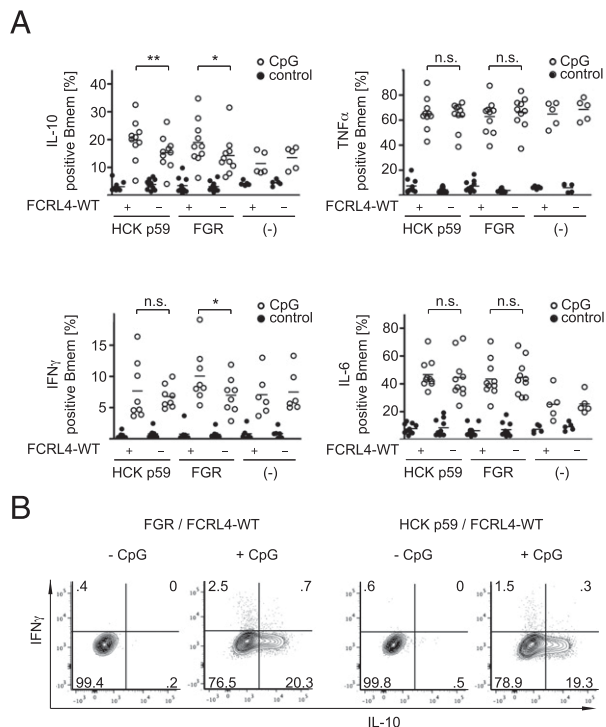 A
** *
CpG
control
IL-10
positive Bmem [%]
40
30
20
10
FCRL4-WT + − + − + −
HCK p59 FGR (-)
n.s. n.s.
CpG
control
TNFα
positive Bmem [%]
80
60
40
20
FCRL4-WT + − + − + −
HCK p59 FGR (-)
n.s. *
CpG
control
IFNγ
positive Bmem [%]
15
10
5
FCRL4-WT + − + − + −
HCK p59 FGR (-)
n.s. n.s.
CpG
control
IL-6
positive Bmem [%]
80
60
40
20
FCRL4-WT + − + − + −
HCK p59 FGR (-)
B
FGR / FCRL4-WT HCK p59 / FCRL4-WT
- CpG + CpG - CpG + CpG
.4 0 2.5 .7 .6 0 1.5 .3
99.4 .2 76.5 20.3 99.8 .5 78.9 19.3
IFNγ
IL-10